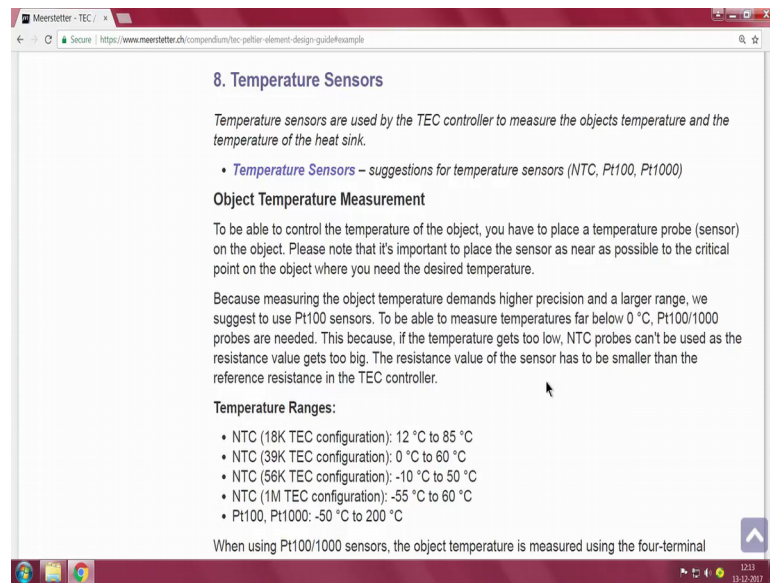 Meerstetter - TEC /
Secure | https://www.meerstetter.ch/compendium/tec-peltier-element-design-guide#example
8. Temperature Sensors
Temperature sensors are used by the TEC controller to measure the objects temperature and the
temperature of the heat sink.
• Temperature Sensors – suggestions for temperature sensors (NTC, Pt100, Pt1000)
Object Temperature Measurement
To be able to control the temperature of the object, you have to place a temperature probe (sensor)
on the object. Please note that it's important to place the sensor as near as possible to the critical
point on the object where you need the desired temperature.
Because measuring the object temperature demands higher precision and a larger range, we
suggest to use Pt100 sensors. To be able to measure temperatures far below 0 °C, Pt100/1000
probes are needed. This because, if the temperature gets too low, NTC probes can't be used as the
resistance value gets too big. The resistance value of the sensor has to be smaller than the
reference resistance in the TEC controller.
Temperature Ranges:
• NTC (18K TEC configuration): 12 °C to 85 °C
• NTC (39K TEC configuration): 0 °C to 60 °C
• NTC (56K TEC configuration): -10 °C to 50 °C
• NTC (1M TEC configuration): -55 °C to 60 °C
• Pt100, Pt1000: -50 °C to 200 °C
When using Pt100/1000 sensors, the object temperature is measured using the four-terminal
1213
13-12-2017